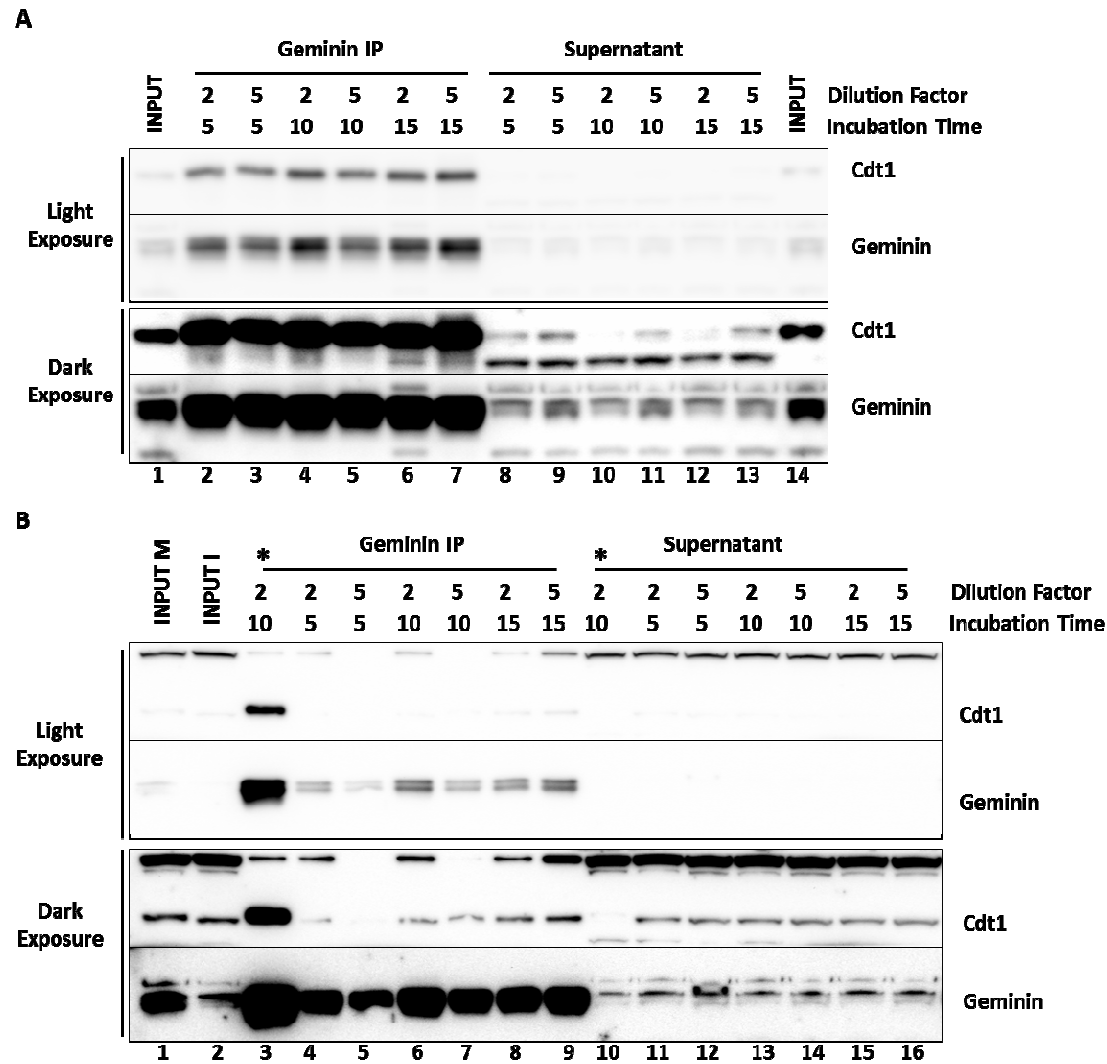 A
Geminin IP Supernatant
INPUT 2 5 2 5 2 5 2 5 2 5 2 5 INPUT Dilution Factor
5 5 10 10 15 15 5 5 10 10 15 15 Incubation Time
Light Exposure
Cdt1
Geminin
Dark Exposure
Cdt1
Geminin
1 2 3 4 5 6 7 8 9 10 11 12 13 14
B
INPUT M INPUT I * Geminin IP * Supernatant
2 2 5 2 5 2 5 2 2 5 2 5 2 5 Dilution Factor
10 5 5 10 10 15 15 10 5 5 10 10 15 15 Incubation Time
Light Exposure
Cdt1
Geminin
Dark Exposure
Cdt1
Geminin
1 2 3 4 5 6 7 8 9 10 11 12 13 14 15 16